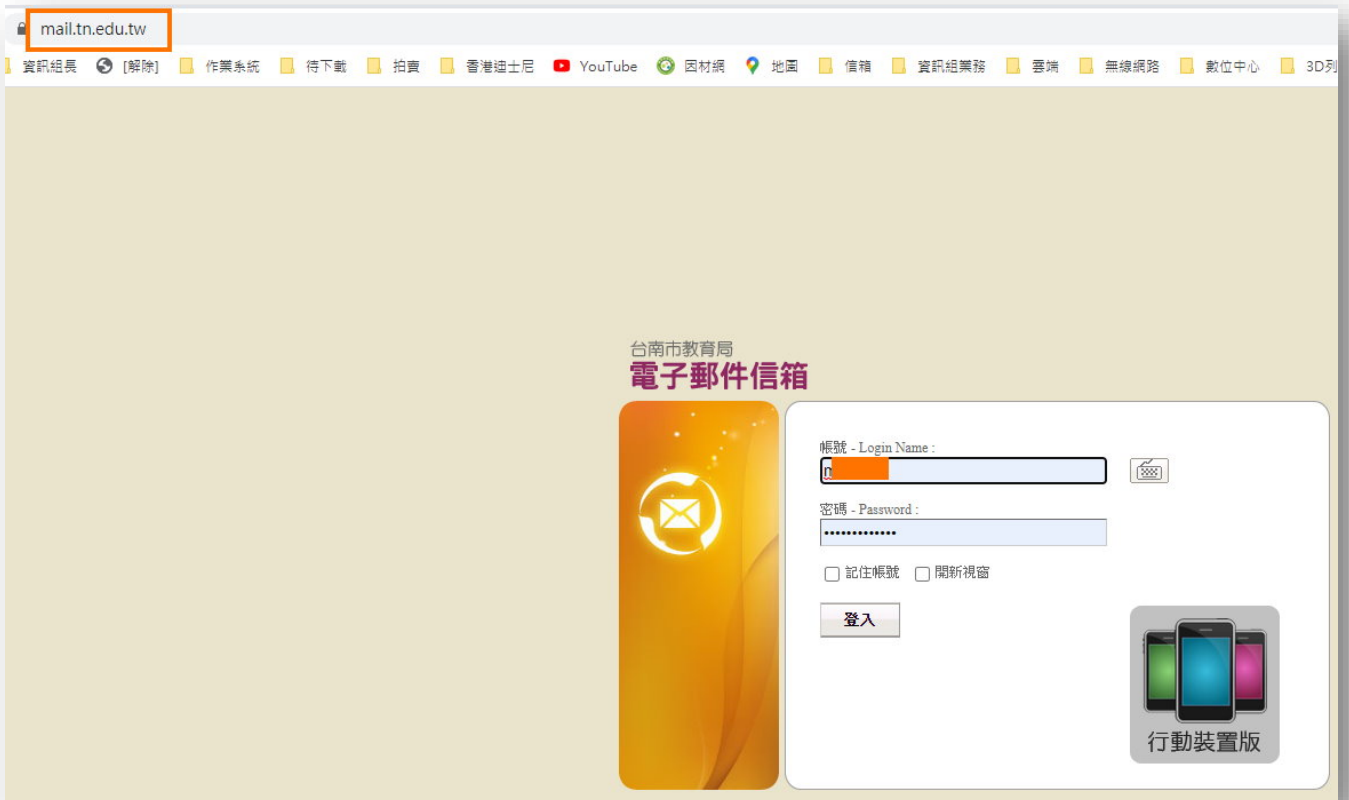 mail.tn.edu.tw
資訊組長 [解除] 作業系統 待下載 拍賣 香港迪士尼 YouTube 因材網 地圖 信箱 資訊組業務 雲端 無線網路 數位中心 3D列
台南市教育局
電子郵件信箱
帳號 - Login Name :
密碼 - Password :
•••••••••••••
記住帳號 開新視窗
登入
行動裝置版